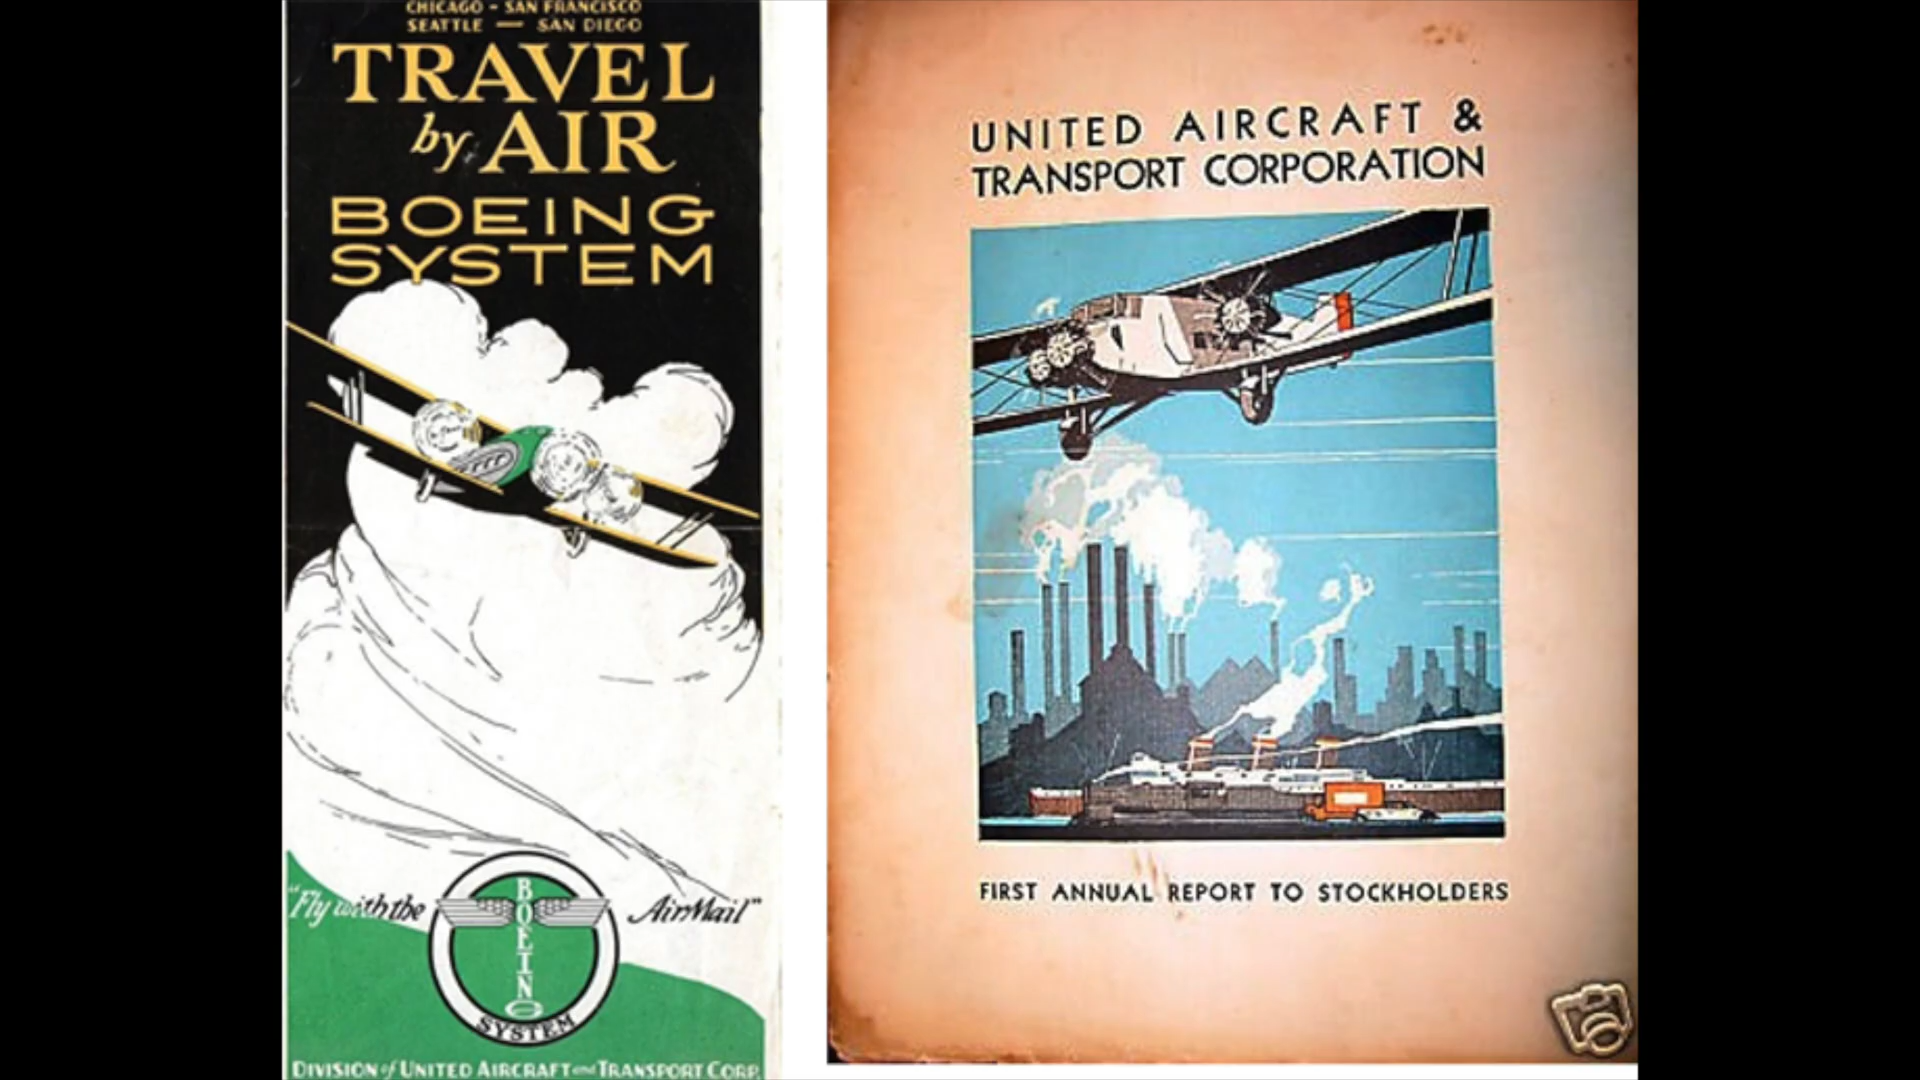 CHICAGO - SAN FRANCISCO
SEATTLE — SAN DIEGO
TRAVEL
by AIR
BOEING
SYSTEM
"Fly with the
AirMail"
BOEING
SYSTEM
DIVISION of UNITED AIRCRAFT and TRANSPORT CORP.
UNITED AIRCRAFT &
TRANSPORT CORPORATION
FIRST ANNUAL REPORT TO STOCKHOLDERS